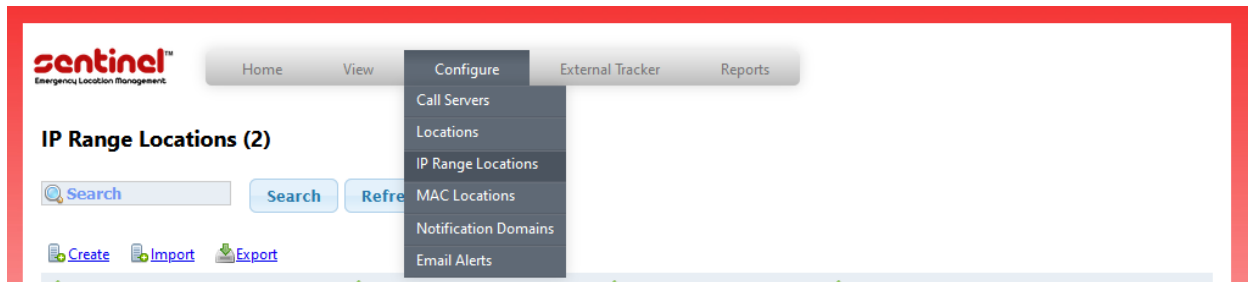 sentinel™
Emergency Location Management
Home View Configure External Tracker Reports
Call Servers
Locations
IP Range Locations
MAC Locations
Notification Domains
Email Alerts
IP Range Locations (2)
Search Search Refre
Create Import Export